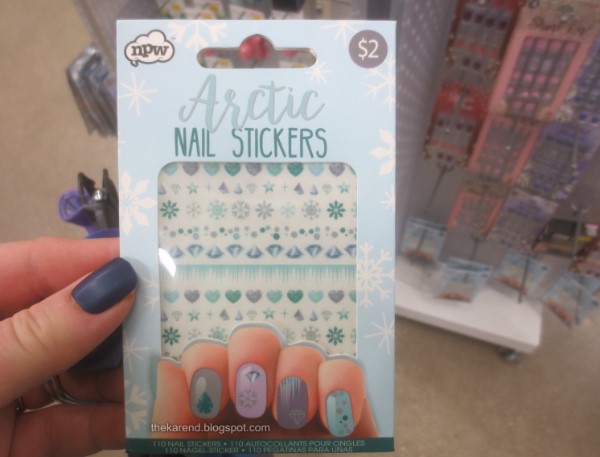 npw
$2
Arctic
NAIL STICKERS
thekarend.blogspot.com
110 NAIL STICKERS • 110 AUTOCOLLANTS POUR ONGLES
110 NAGEL STICKER • 110 PEGATINAS PARA UÑAS